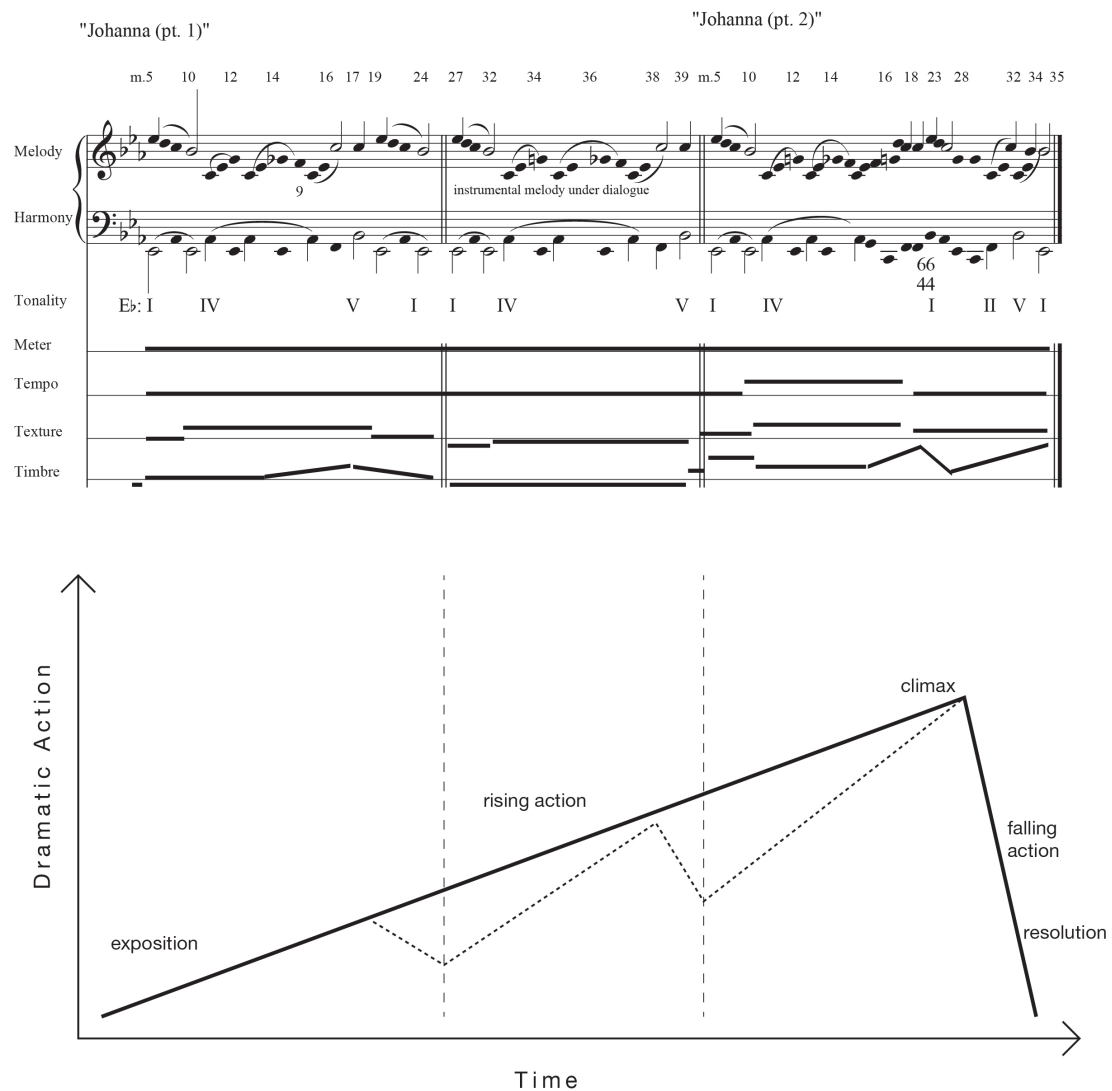 "Johanna (pt. 1)"
"Johanna (pt. 2)"
m.5 10 12 14 16 17 19 24 27 32 34 36 38 39 m.5 10 12 14 16 18 23 28 32 34 35
Melody
9
instrumental melody under dialogue
Harmony
66
44
Tonality
E♭: I IV V I I IV V I IV I II V I
Meter
Tempo
Texture
Timbre
Dramatic Action
climax
rising action
falling
action
exposition
resolution
Time